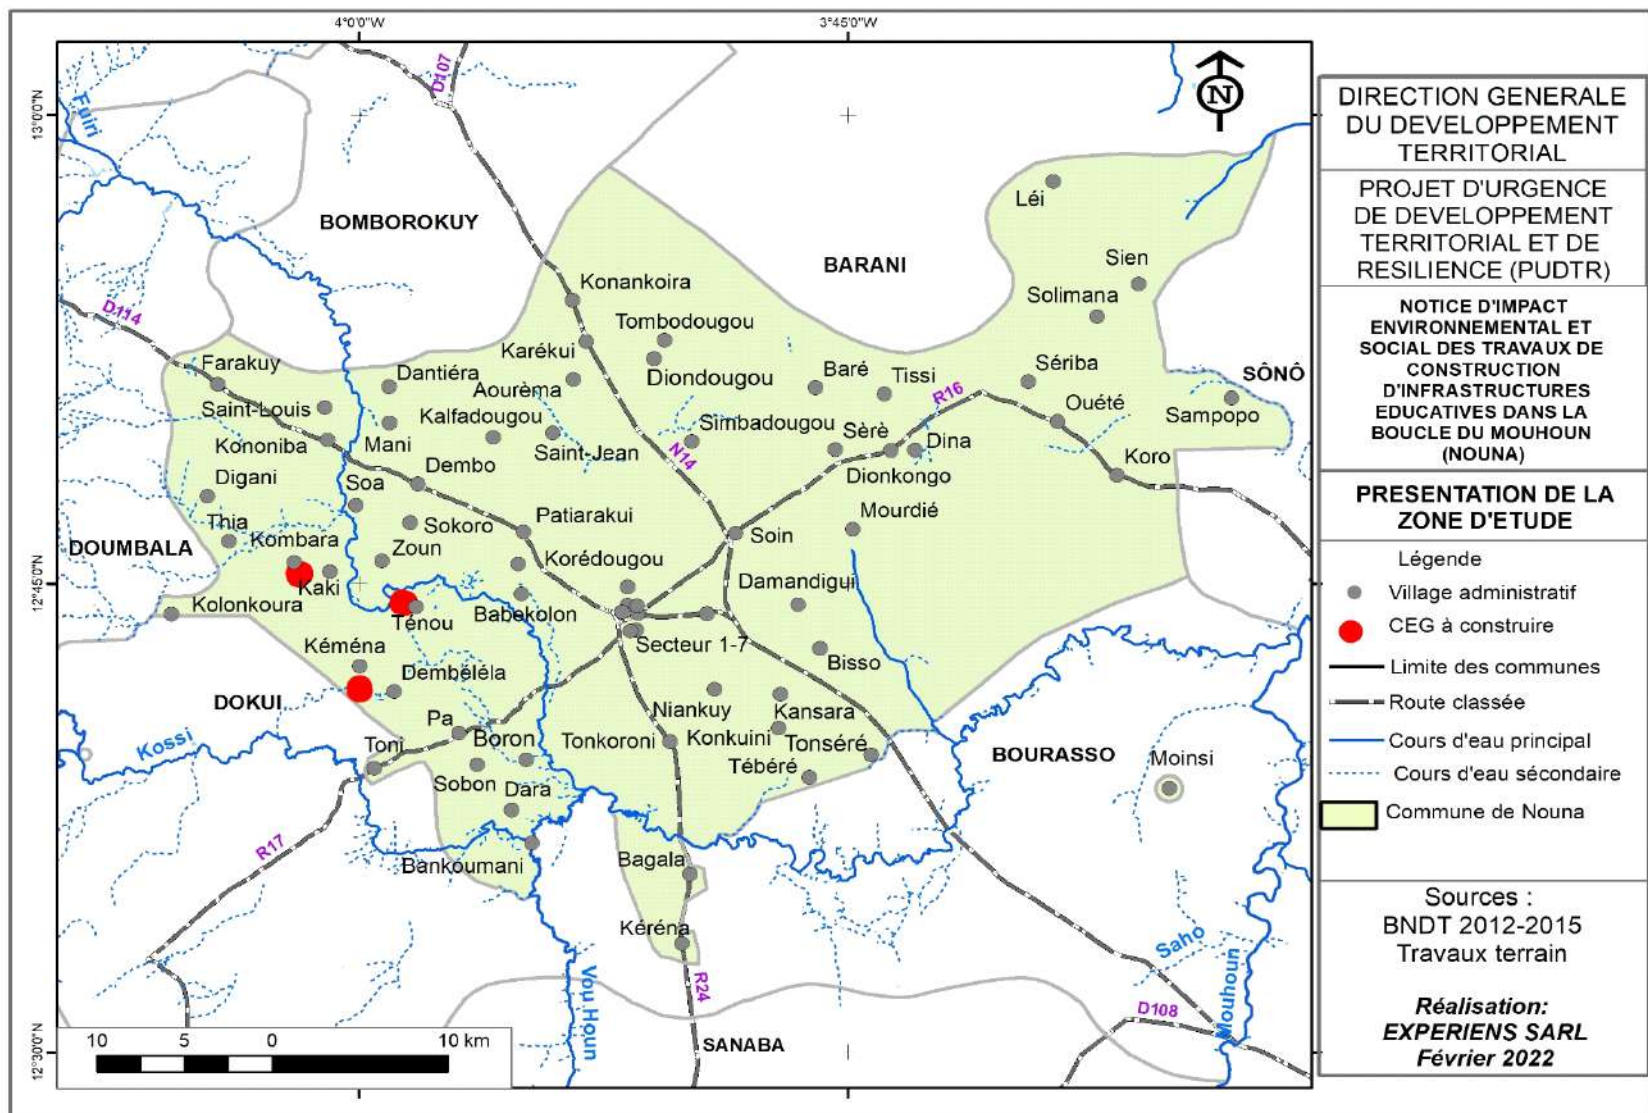 4°0'0"W
3°45'0"W
D107
13°0'0"N
Fuiri
N
BOMBOROKUY
BARANI
Léi
Sien
Solimana
Konankoira
D114
Tombodougou
Karékui
Farakuy
Dantiéra
Aourèma
Diondougou
Baré
Tissi
Sériba
SÔNÔ
R16
Saint-Louis
Kalfadougou
Simbadougou
Ouété
Sampopo
Kononiba
Mani
Saint-Jean
Sèrè
Dina
N14
Digani
Dembo
Dionkongo
Koro
Soa
Thia
Sokoro
Patiarakui
Soin
Mourdié
DOUMBALA
Kombara
Zoun
Korédougou
12°45'0"N
Kaki
Damandigui
Kolonkoura
Ténou
Babekolon
Kéména
Secteur 1-7
Bisso
Dembéléla
DOKUI
Niankuy
Kansara
Pa
Kossi
Toni
Boron
Tonkoroni
Konkuini
Tonséré
BOURASSO
Moinsi
Sobon
Dara
Tébéré
R17
Bankoumani
Bagala
Kéréna
Saho
Vou Houn
R24
Mouhoun
D108
12°30'0"N
SANABA
10 5 0 10 km
DIRECTION GENERALE
DU DEVELOPPEMENT
TERRITORIAL
PROJET D'URGENCE
DE DEVELOPPEMENT
TERRITORIAL ET DE
RESILIENCE (PUDTR)
NOTICE D'IMPACT
ENVIRONNEMENTAL ET
SOCIAL DES TRAVAUX DE
CONSTRUCTION
D'INFRASTRUCTURES
EDUCATIVES DANS LA
BOUCLE DU MOUHOUN
(NOUNA)
PRESENTATION DE LA
ZONE D'ETUDE
Légende
Village administratif
CEG à construire
Limite des communes
Route classée
Cours d'eau principal
Cours d'eau sécondaire
Commune de Nouna
Sources :
BNDT 2012-2015
Travaux terrain
Réalisation:
EXPERIENS SARL
Février 2022